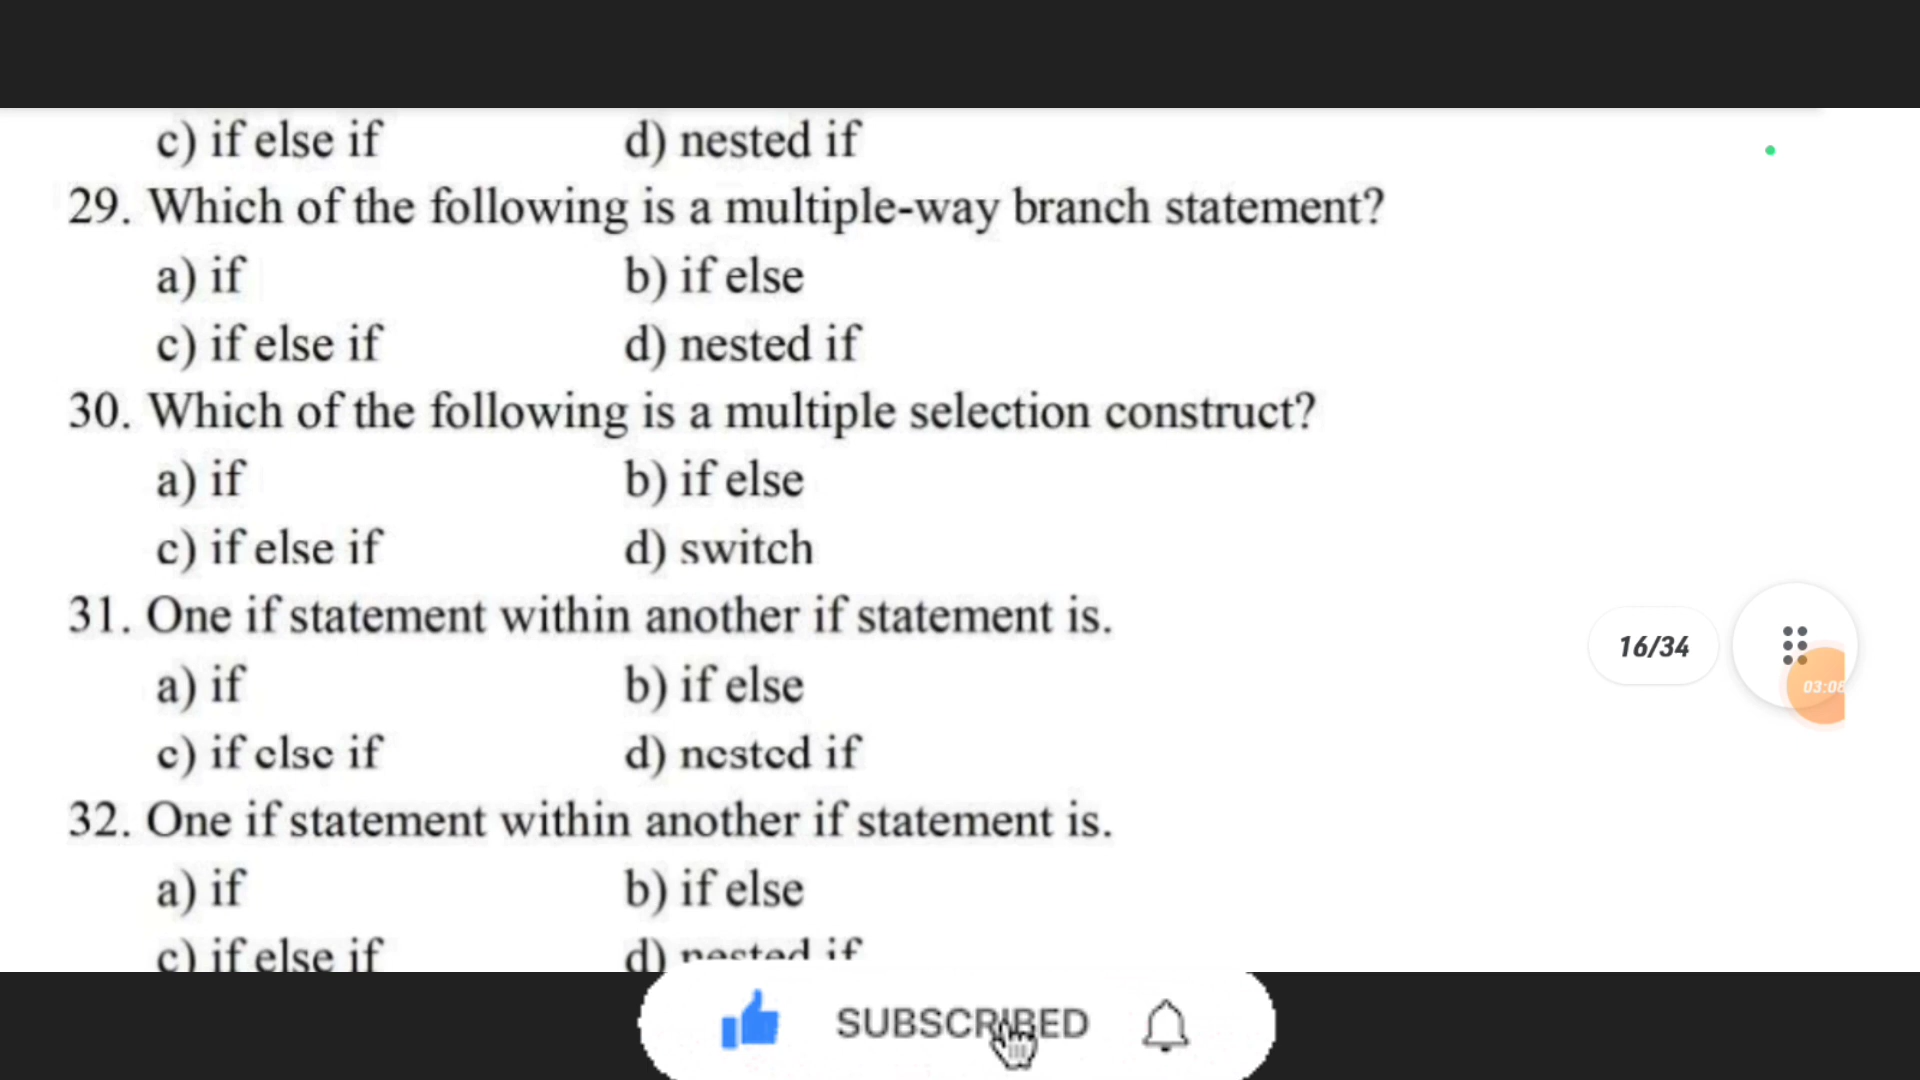 c) if else if d) nested if
29. Which of the following is a multiple-way branch statement?
a) if b) if else
c) if else if d) nested if
30. Which of the following is a multiple selection construct?
a) if b) if else
c) if else if d) switch
31. One if statement within another if statement is.
a) if b) if else
c) if else if d) nested if
16/34
03:08
32. One if statement within another if statement is.
a) if b) if else
c) if else if d) nested if
SUBSCRIBED